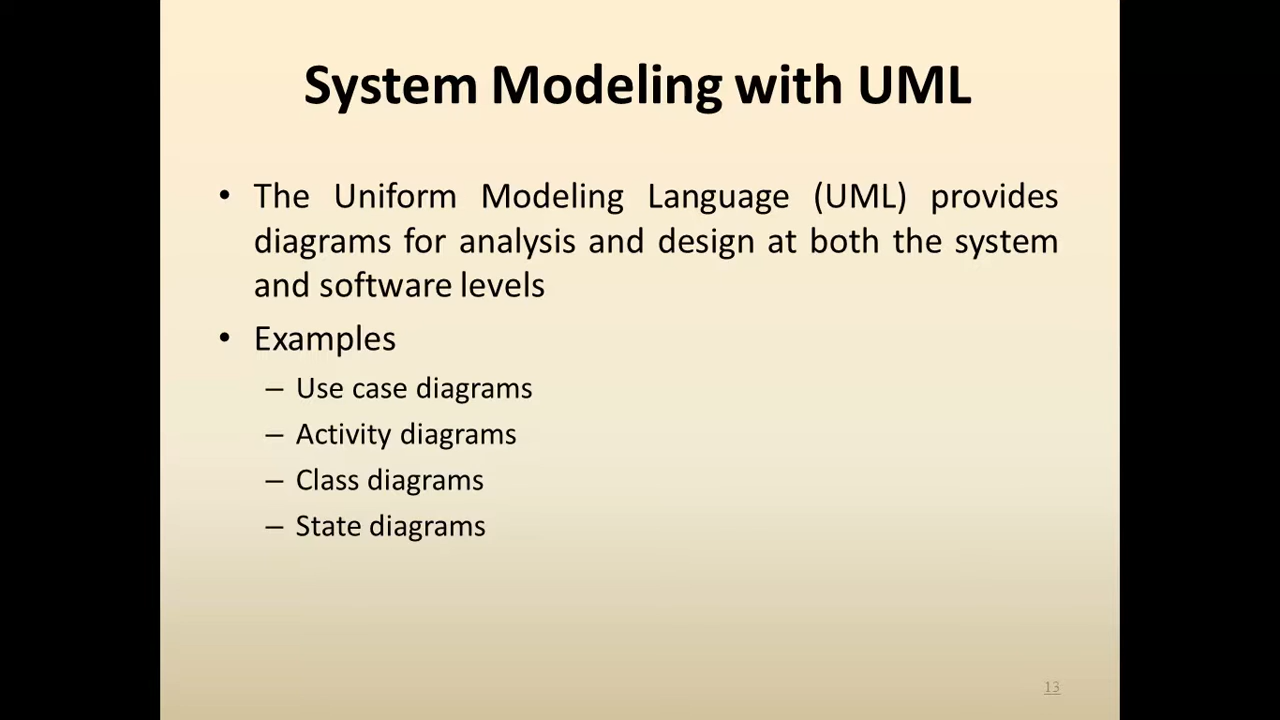 System Modeling with UML
• The Uniform Modeling Language (UML) provides
diagrams for analysis and design at both the system
and software levels
• Examples
– Use case diagrams
– Activity diagrams
– Class diagrams
– State diagrams
13